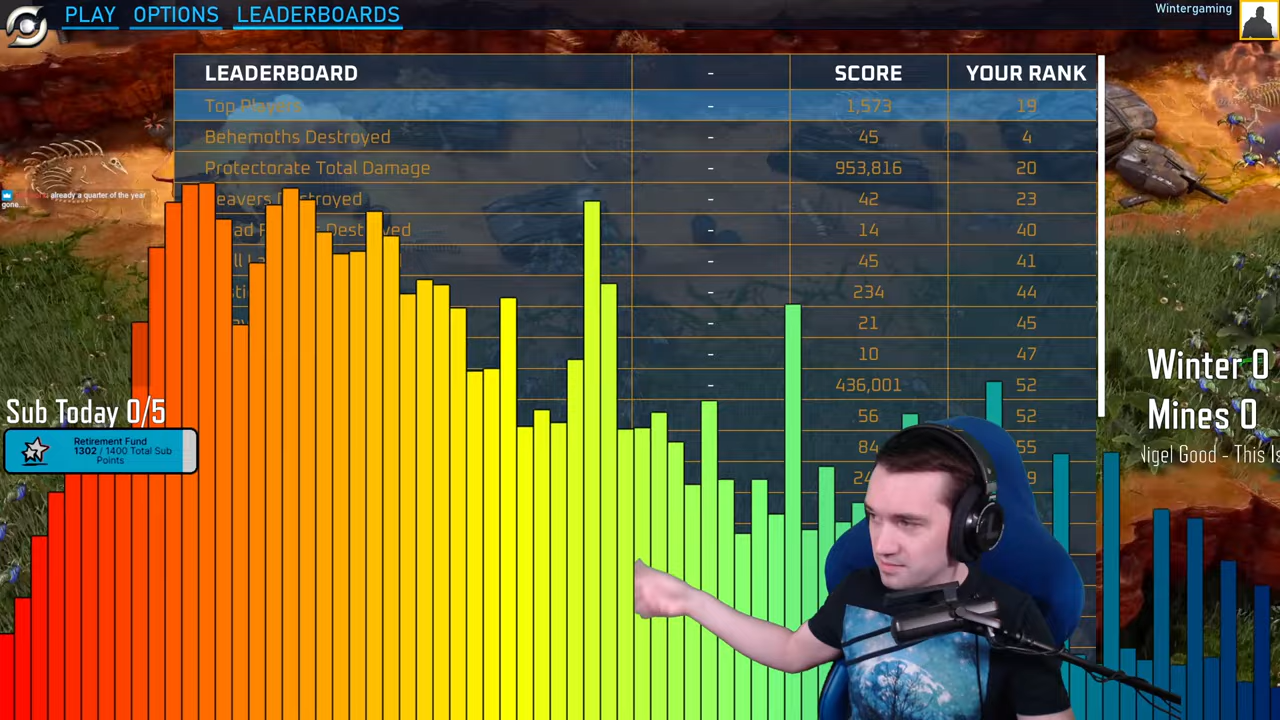 PLAY OPTIONS LEADERBOARDS
Wintergaming
LEADERBOARD - SCORE YOUR RANK
Top Players - 1,573 19
Behemoths Destroyed - 45 4
Protectorate Total Damage - 953,816 20
already a quarter of the year
gone...
- 42 23
- 14 40
- 45 41
- 234 44
- 21 45
- 10 47
- 436,001 52
- 56 52
- 84 55
Winter 0
Mines 0
Nigel Good - This Is
Sub Today 0/5
Retirement Fund
1302 / 1400 Total Sub
Points